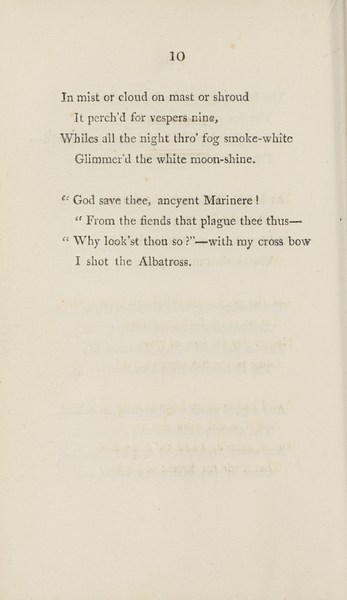 10
In mist or cloud on mast or shroud
It perch'd for vespers nine,
Whiles all the night thro' fog smoke-white
Glimmer'd the white moon-shine.
“ God save thee, ancyent Marinere !
“ From the fiends that plague thee thus—
“ Why look'st thou so ?”—with my cross bow
I shot the Albatross.